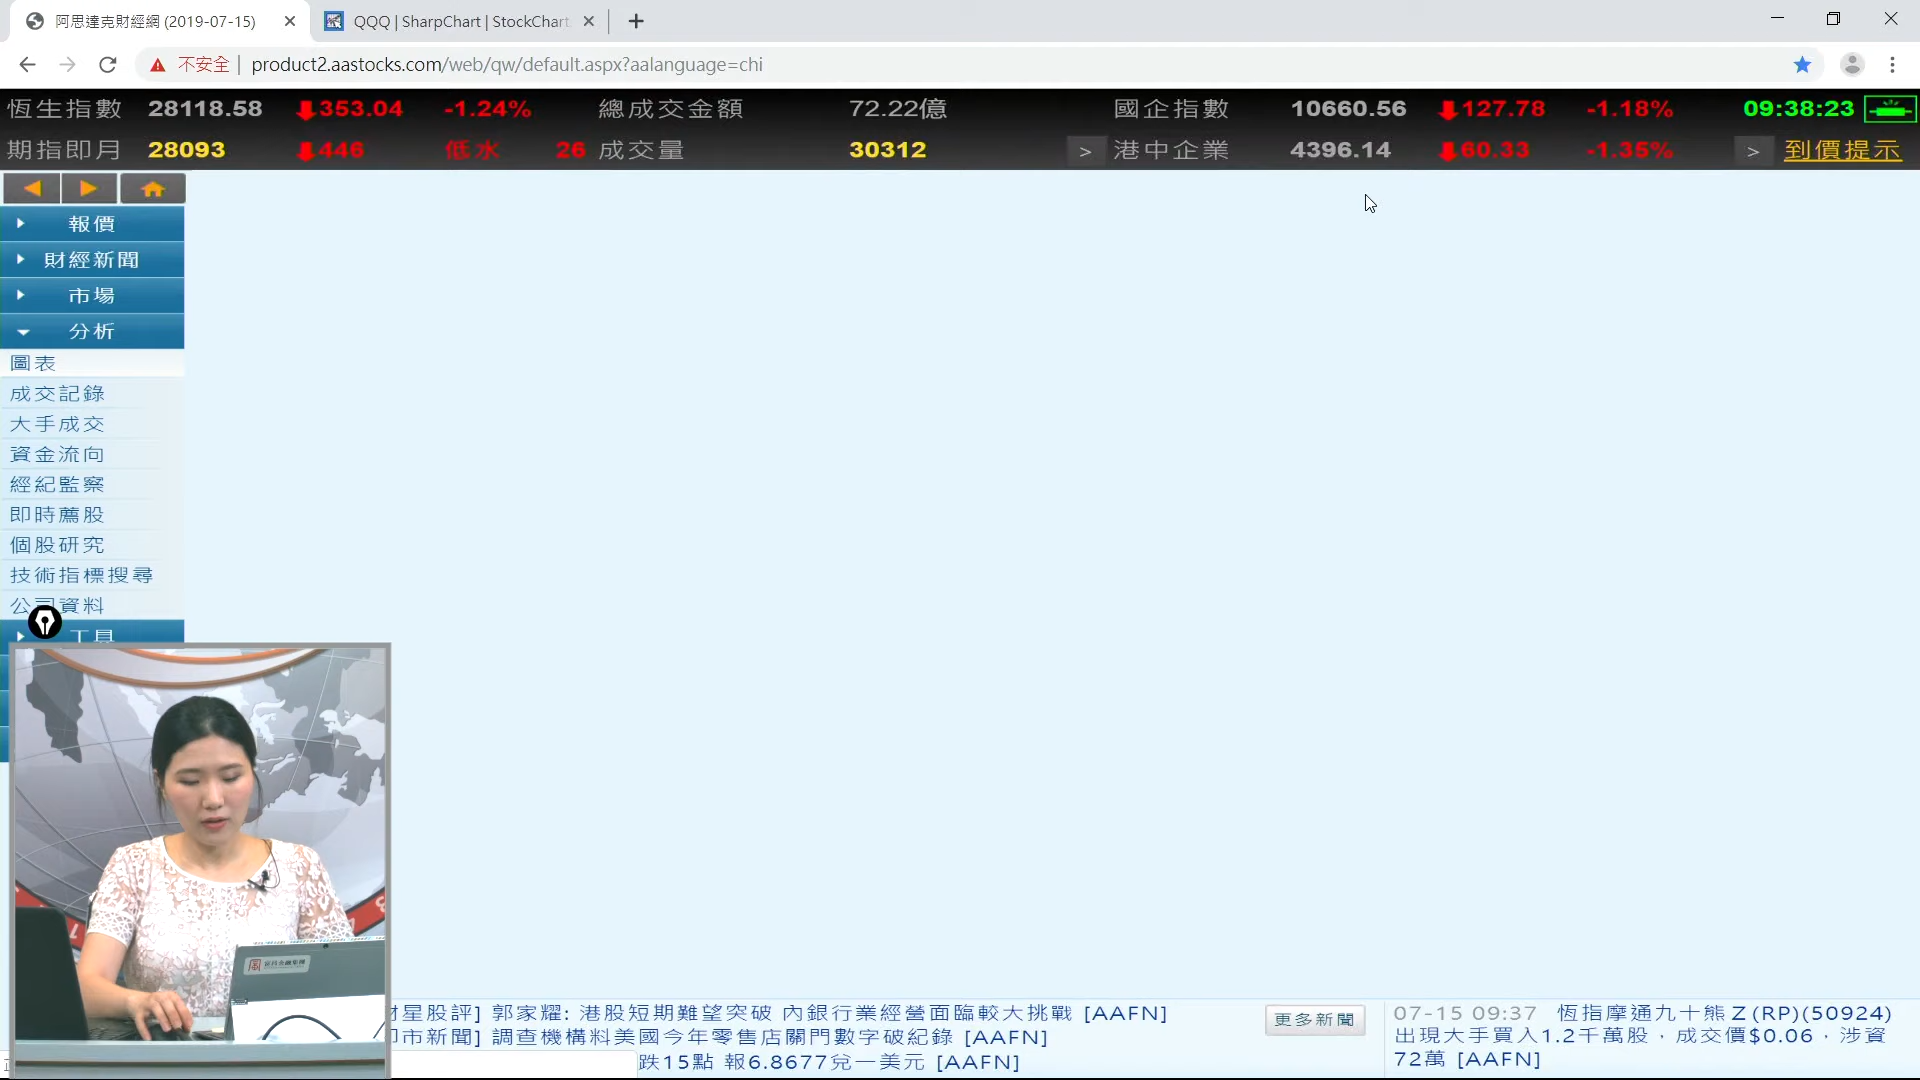 阿思達克財經網 (2019-07-15)
QQQ | SharpChart | StockChart
不安全 | product2.aastocks.com/web/qw/default.aspx?aalanguage=chi
恆生指數 28118.58 353.04 -1.24% 總成交金額 72.22億 國企指數 10660.56 127.78 -1.18% 09:38:23
期指即月 28093 446 低水 26 成交量 30312 > 港中企業 4396.14 60.33 -1.35% > 到價提示
報價
財經新聞
市場
分析
圖表
成交記錄
大手成交
資金流向
經紀監察
即時薦股
個股研究
技術指標搜尋
公司資料
工具
財星股評] 郭家耀: 港股短期難望突破 內銀行業經營面臨較大挑戰 [AAFN]
即市新聞] 調查機構料美國今年零售店關門數字破紀錄 [AAFN]
跌15點 報6.8677兌一美元 [AAFN]
更多新聞
07-15 09:37 恆指摩通九十熊Z(RP)(50924)
出現大手買入1.2千萬股，成交價$0.06，涉資
72萬 [AAFN]